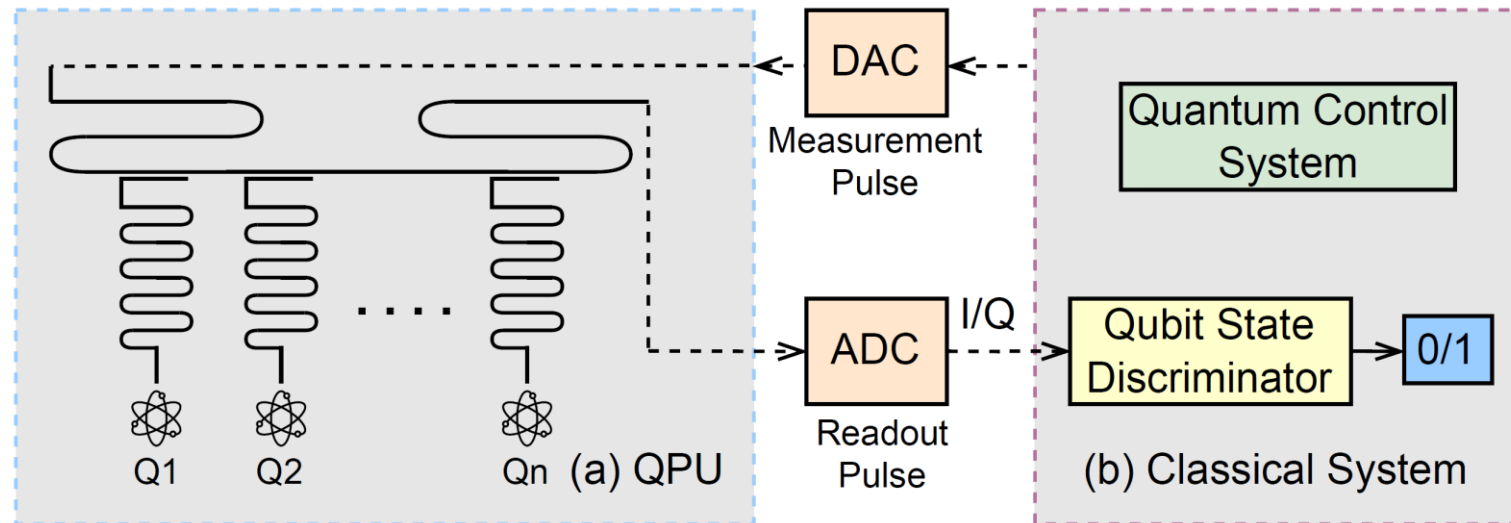 DAC
Measurement
Pulse
Quantum Control
System
ADC
Readout
Pulse
I/Q
Qubit State
Discriminator
0/1
Q1
Q2
. . . .
Qn
(a) QPU
(b) Classical System